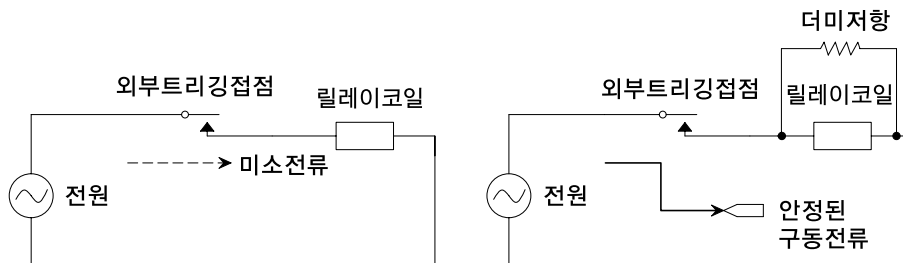 외부트리깅접점
릴레이코일
미소전류
전원
더미저항
외부트리깅접점
릴레이코일
전원
안정된
구동전류